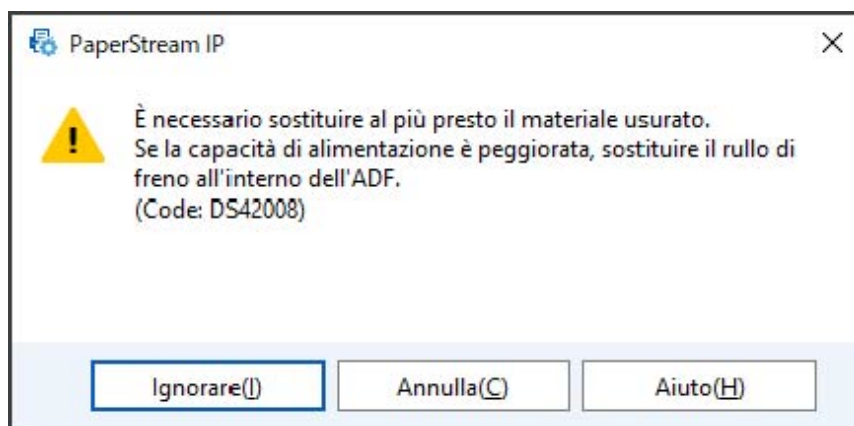 PaperStream IP
È necessario sostituire al più presto il materiale usurato.
Se la capacità di alimentazione è peggiorata, sostituire il rullo di
freno all'interno dell'ADF.
(Code: DS42008)
Ignorare(I)
Annulla(C)
Aiuto(H)